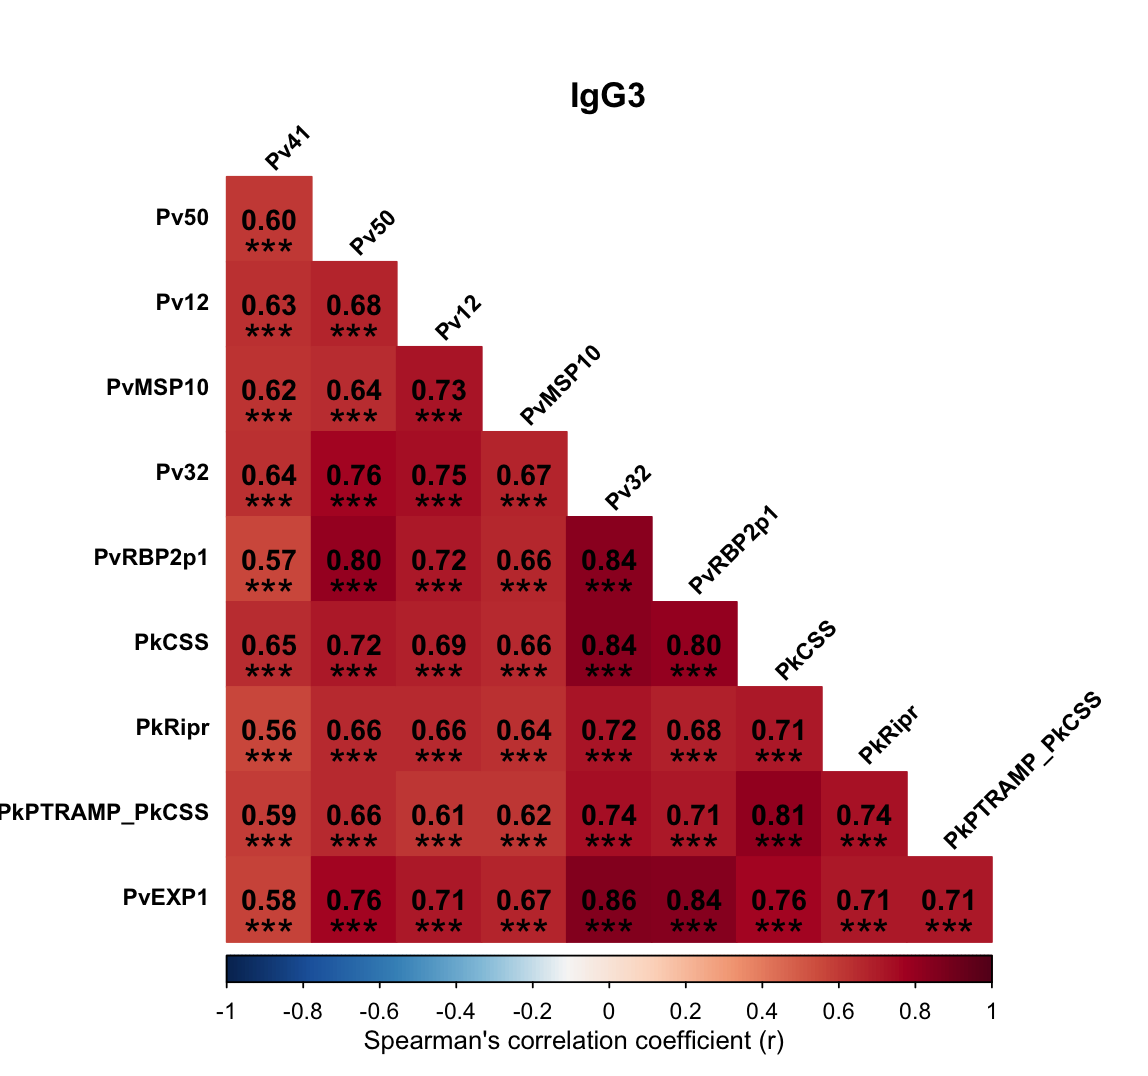 IgG3
Pv41
Pv50 0.60 Pv50
***
Pv12 0.63 0.68 Pv12
*** ***
PvMSP10 0.62 0.64 0.73 PvMSP10
*** *** ***
Pv32 0.64 0.76 0.75 0.67 Pv32
*** *** *** ***
PvRBP2p1 0.57 0.80 0.72 0.66 0.84 PvRBP2p1
*** *** *** *** ***
PkCSS 0.65 0.72 0.69 0.66 0.84 0.80 PkCSS
*** *** *** *** *** ***
PkRipr 0.56 0.66 0.66 0.64 0.72 0.68 0.71 PkRipr
*** *** *** *** *** *** ***
PkPTRAMP_PkCSS 0.59 0.66 0.61 0.62 0.74 0.71 0.81 0.74 PkPTRAMP_PkCSS
*** *** *** *** *** *** *** ***
PvEXP1 0.58 0.76 0.71 0.67 0.86 0.84 0.76 0.71 0.71
*** *** *** *** *** *** *** *** ***
-1 -0.8 -0.6 -0.4 -0.2 0 0.2 0.4 0.6 0.8 1
Spearman's correlation coefficient (r)